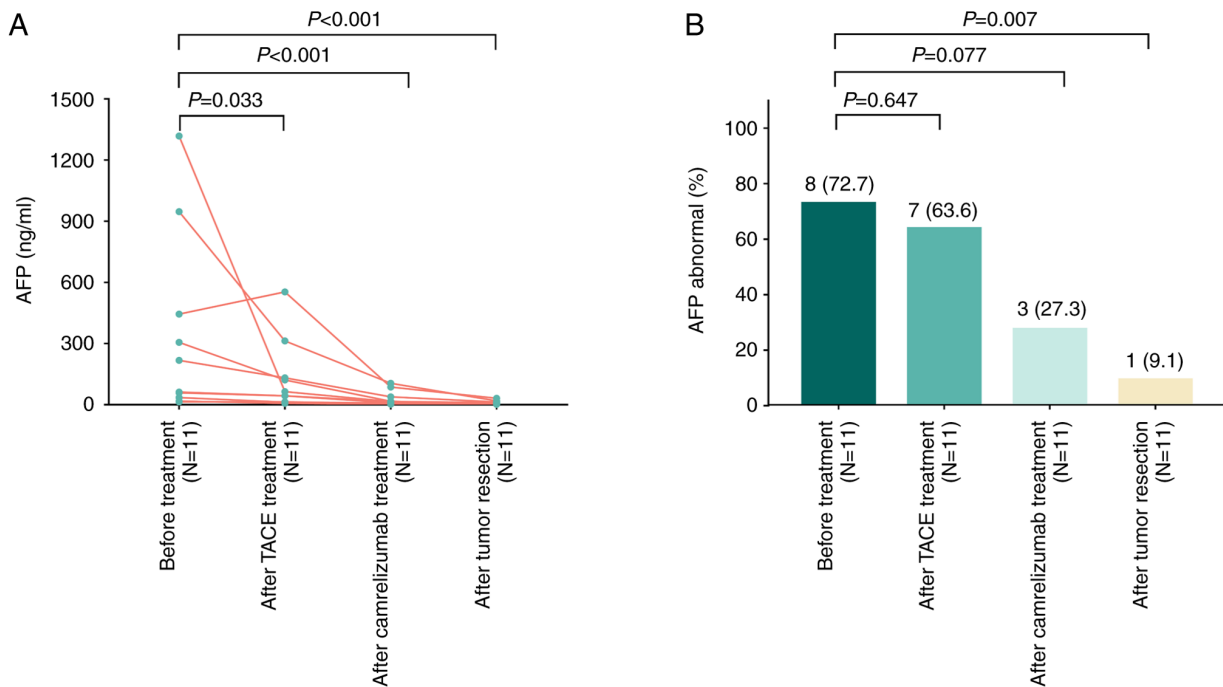 A
P<0.001
P<0.001
P=0.033
1500
1200
900
600
300
0
AFP (ng/ml)
Before treatment
(N=11)
After TACE treatment
(N=11)
After camrelizumab treatment
(N=11)
After tumor resection
(N=11)
B
P=0.007
P=0.077
P=0.647
100
80
60
40
20
0
AFP abnormal (%)
8 (72.7)
7 (63.6)
3 (27.3)
1 (9.1)
Before treatment
(N=11)
After TACE treatment
(N=11)
After camrelizumab treatment
(N=11)
After tumor resection
(N=11)